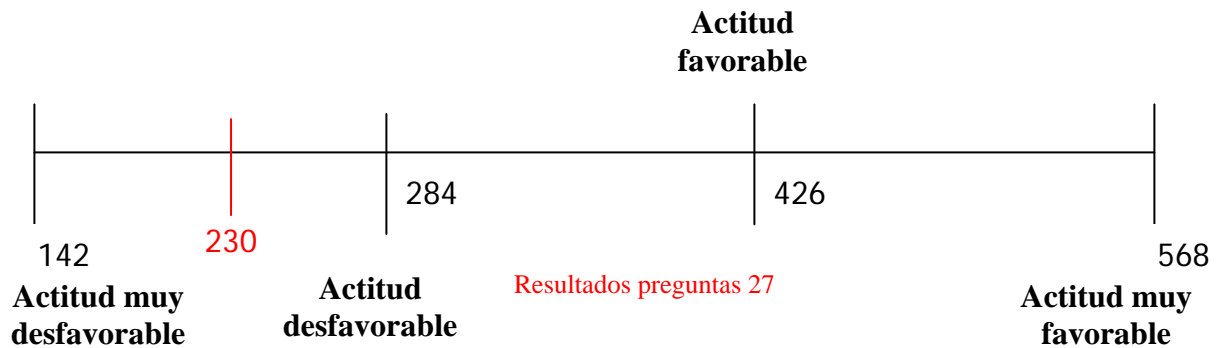 Actitud
favorable
284
426
230
142
568
Actitud muy
desfavorable
Actitud
desfavorable
Resultados preguntas 27
Actitud muy
favorable